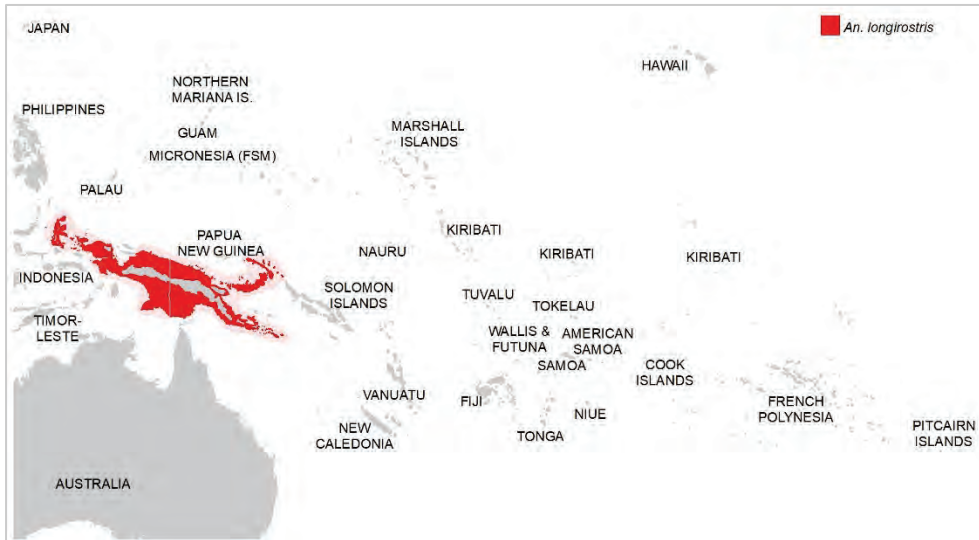 JAPAN
An. longirostris
HAWAII
NORTHERN
MARIANA IS.
PHILIPPINES
GUAM
MARSHALL
ISLANDS
MICRONESIA (FSM)
PALAU
PAPUA
NEW GUINEA
KIRIBATI
NAURU
KIRIBATI
KIRIBATI
INDONESIA
SOLOMON
ISLANDS
TUVALU
TOKELAU
TIMOR-
LESTE
WALLIS &
FUTUNA
AMERICAN
SAMOA
SAMOA
COOK
ISLANDS
VANUATU
FIJI
NIUE
FRENCH
POLYNESIA
NEW
CALEDONIA
TONGA
PITCAIRN
ISLANDS
AUSTRALIA